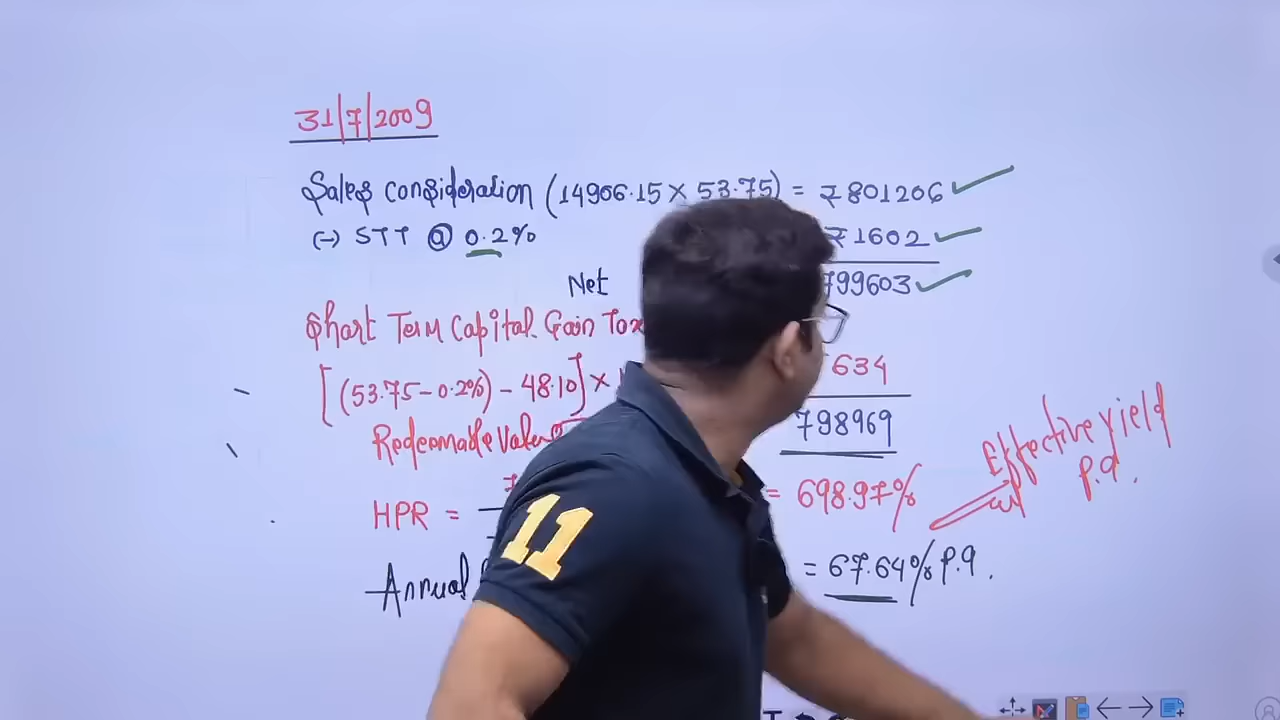 31/7/2009
Sales consideration (14906.15 × 53.75) = ₹801206
(-) STT @ 0.2% ₹1602
Net 799603
Short Term Capital Gain Tax
[(53.75-0.2%) - 48.10] × 634
Redeemable Value 798969
HPR = = 698.97%
Effective yield
p.a.
Annual = 67.64% p.a.
11